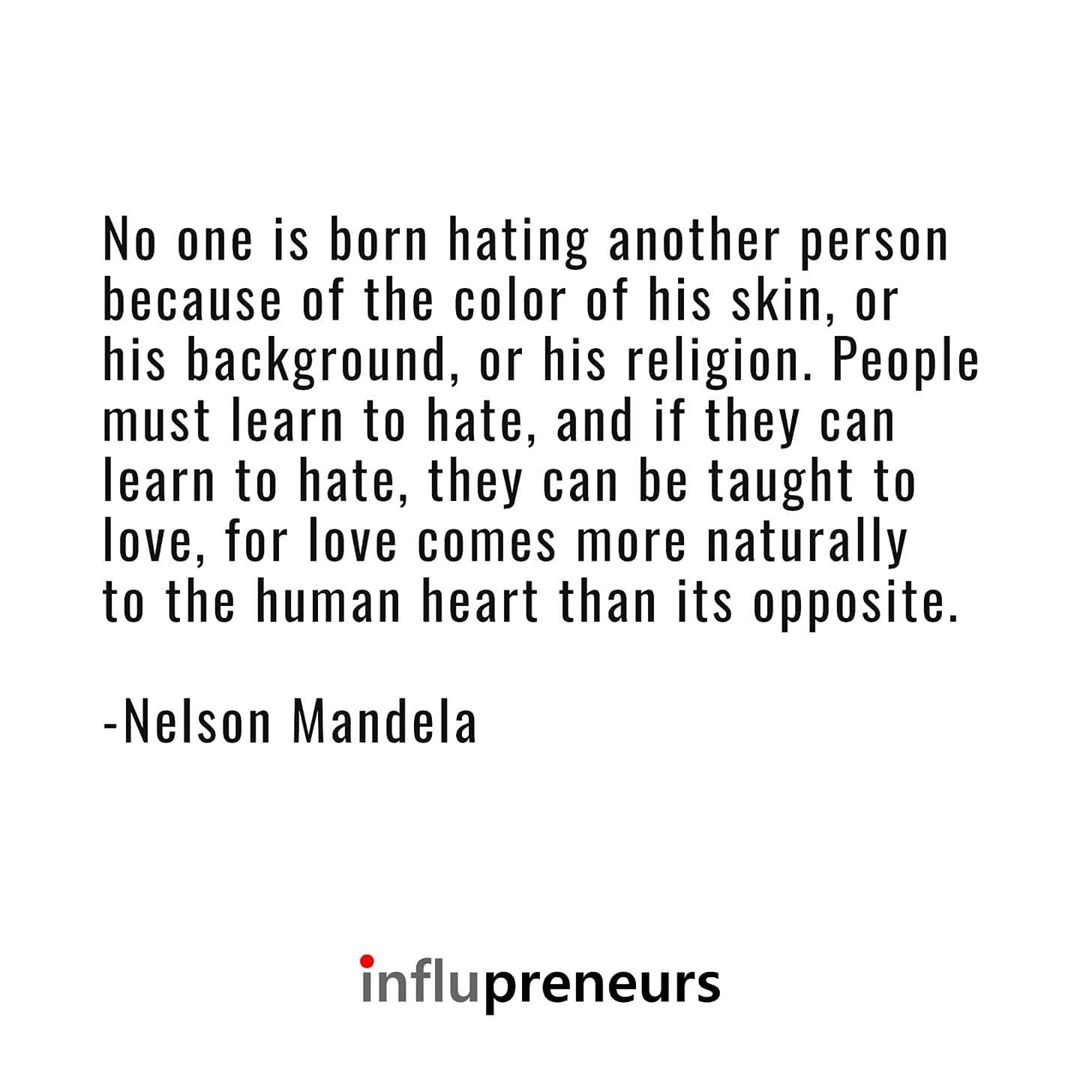 No one is born hating another person
because of the color of his skin, or
his background, or his religion. People
must learn to hate, and if they can
learn to hate, they can be taught to
love, for love comes more naturally
to the human heart than its opposite.
-Nelson Mandela
influpreneurs